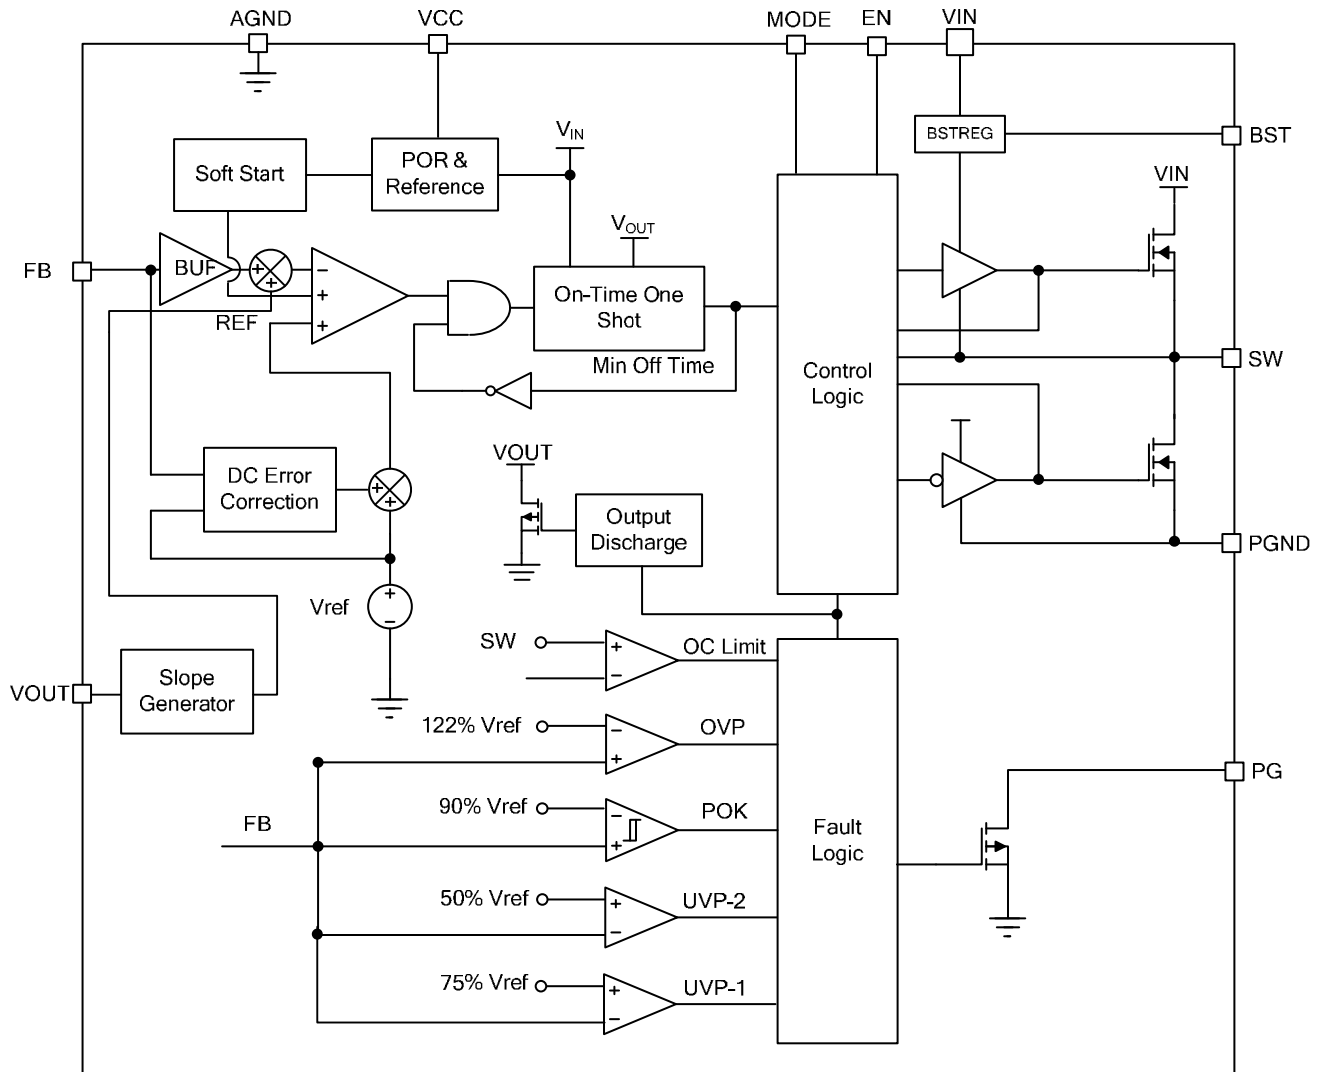 AGND
VCC
MODE
EN
VIN
BSTREG
BST
Soft Start
POR &
Reference
VIN
VIN
VOUT
FB
BUF
+
+
−
+
+
REF
On-Time One
Shot
Min Off Time
Control
Logic
SW
DC Error
Correction
+
+
VOUT
Output
Discharge
PGND
Vref
+
−
VOUT
Slope
Generator
SW
+
−
OC Limit
122% Vref
−
+
OVP
90% Vref
−
+
POK
FB
Fault
Logic
PG
50% Vref
+
−
UVP-2
75% Vref
+
−
UVP-1